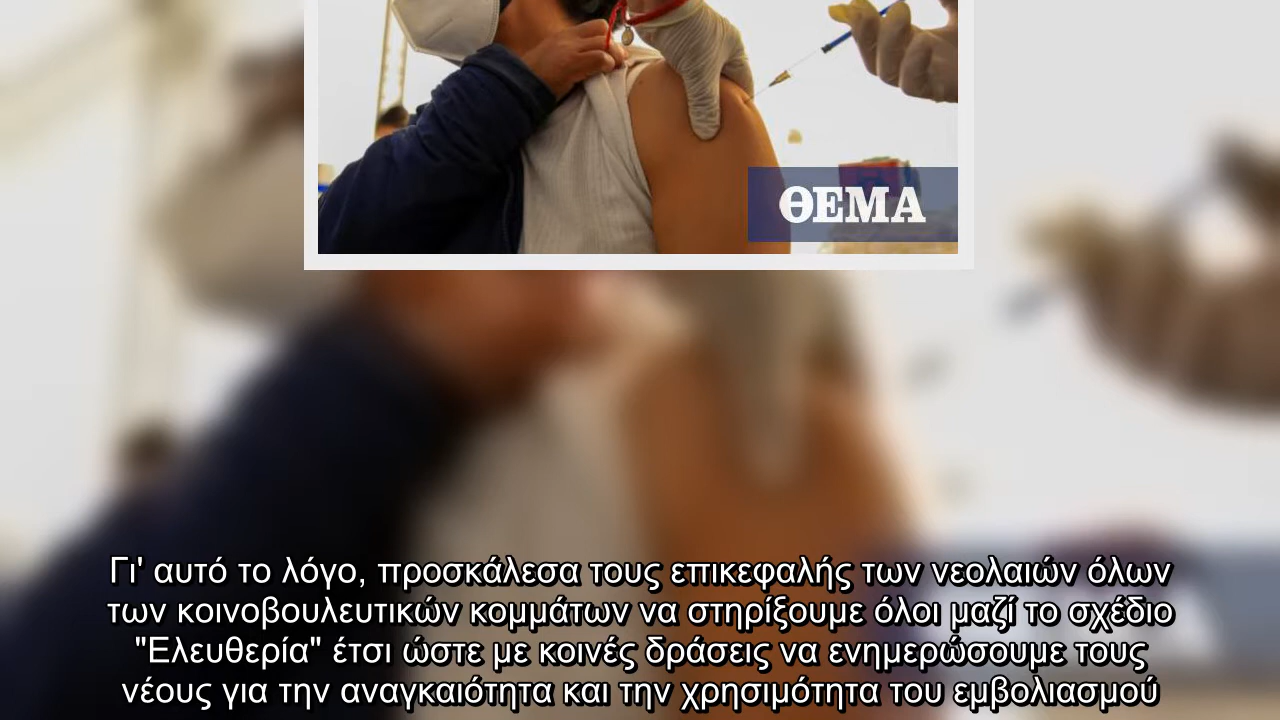 ΘΕΜΑ
Γι' αυτό το λόγο, προσκάλεσα τους επικεφαλής των νεολαιών όλων
των κοινοβουλευτικών κομμάτων να στηρίξουμε όλοι μαζί το σχέδιο
"Ελευθερία" έτσι ώστε με κοινές δράσεις να ενημερώσουμε τους
νέους για την αναγκαιότητα και την χρησιμότητα του εμβολιασμού